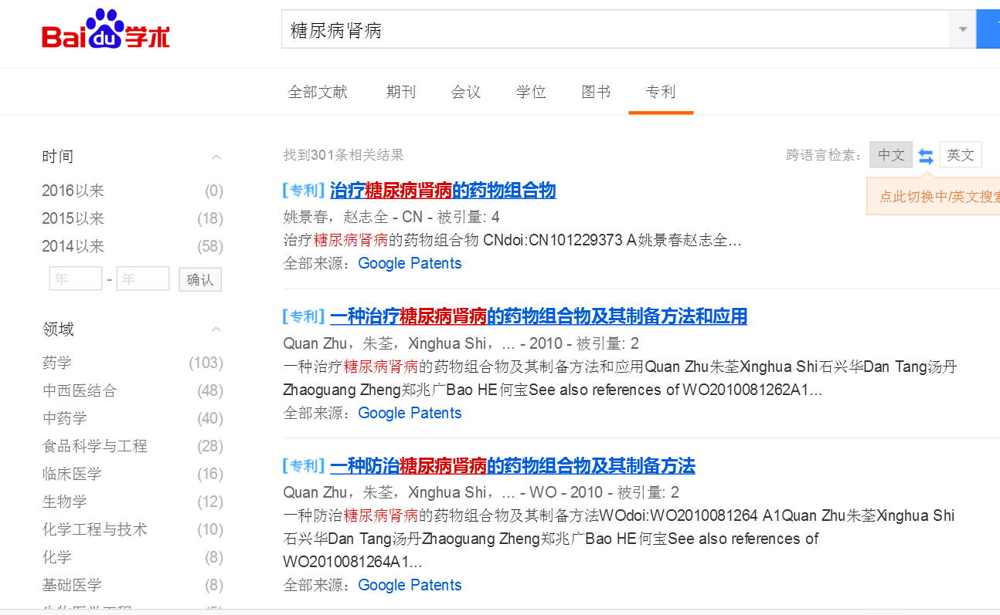 Baidu学术
糖尿病肾病
全部文献 期刊 会议 学位 图书 专利
时间
2016以来 (0)
2015以来 (18)
2014以来 (58)
年 - 年 确认
领域
药学 (103)
中西医结合 (48)
中药学 (40)
食品科学与工程 (28)
临床医学 (16)
生物学 (12)
化学工程与技术 (10)
化学 (8)
基础医学 (8)
找到301条相关结果
跨语言检索： 中文 英文
点此切换中/英文搜索
[专利] 治疗糖尿病肾病的药物组合物
姚景春，赵志全 - CN - 被引量: 4
治疗糖尿病肾病的药物组合物 CNdoi:CN101229373 A姚景春赵志全...
全部来源：Google Patents
[专利] 一种治疗糖尿病肾病的药物组合物及其制备方法和应用
Quan Zhu，朱荃，Xinghua Shi，... - 2010 - 被引量: 2
一种治疗糖尿病肾病的药物组合物及其制备方法和应用Quan Zhu朱荃Xinghua Shi石兴华Dan Tang汤丹
Zhaoguang Zheng郑兆广Bao HE何宝See also references of WO2010081262A1...
全部来源：Google Patents
[专利] 一种防治糖尿病肾病的药物组合物及其制备方法
Quan Zhu，朱荃，Xinghua Shi，... - WO - 2010 - 被引量: 2
一种防治糖尿病肾病的药物组合物及其制备方法WOdoi:WO2010081264 A1Quan Zhu朱荃Xinghua Shi
石兴华Dan Tang汤丹Zhaoguang Zheng郑兆广Bao HE何宝See also references of
WO2010081264A1...
全部来源：Google Patents